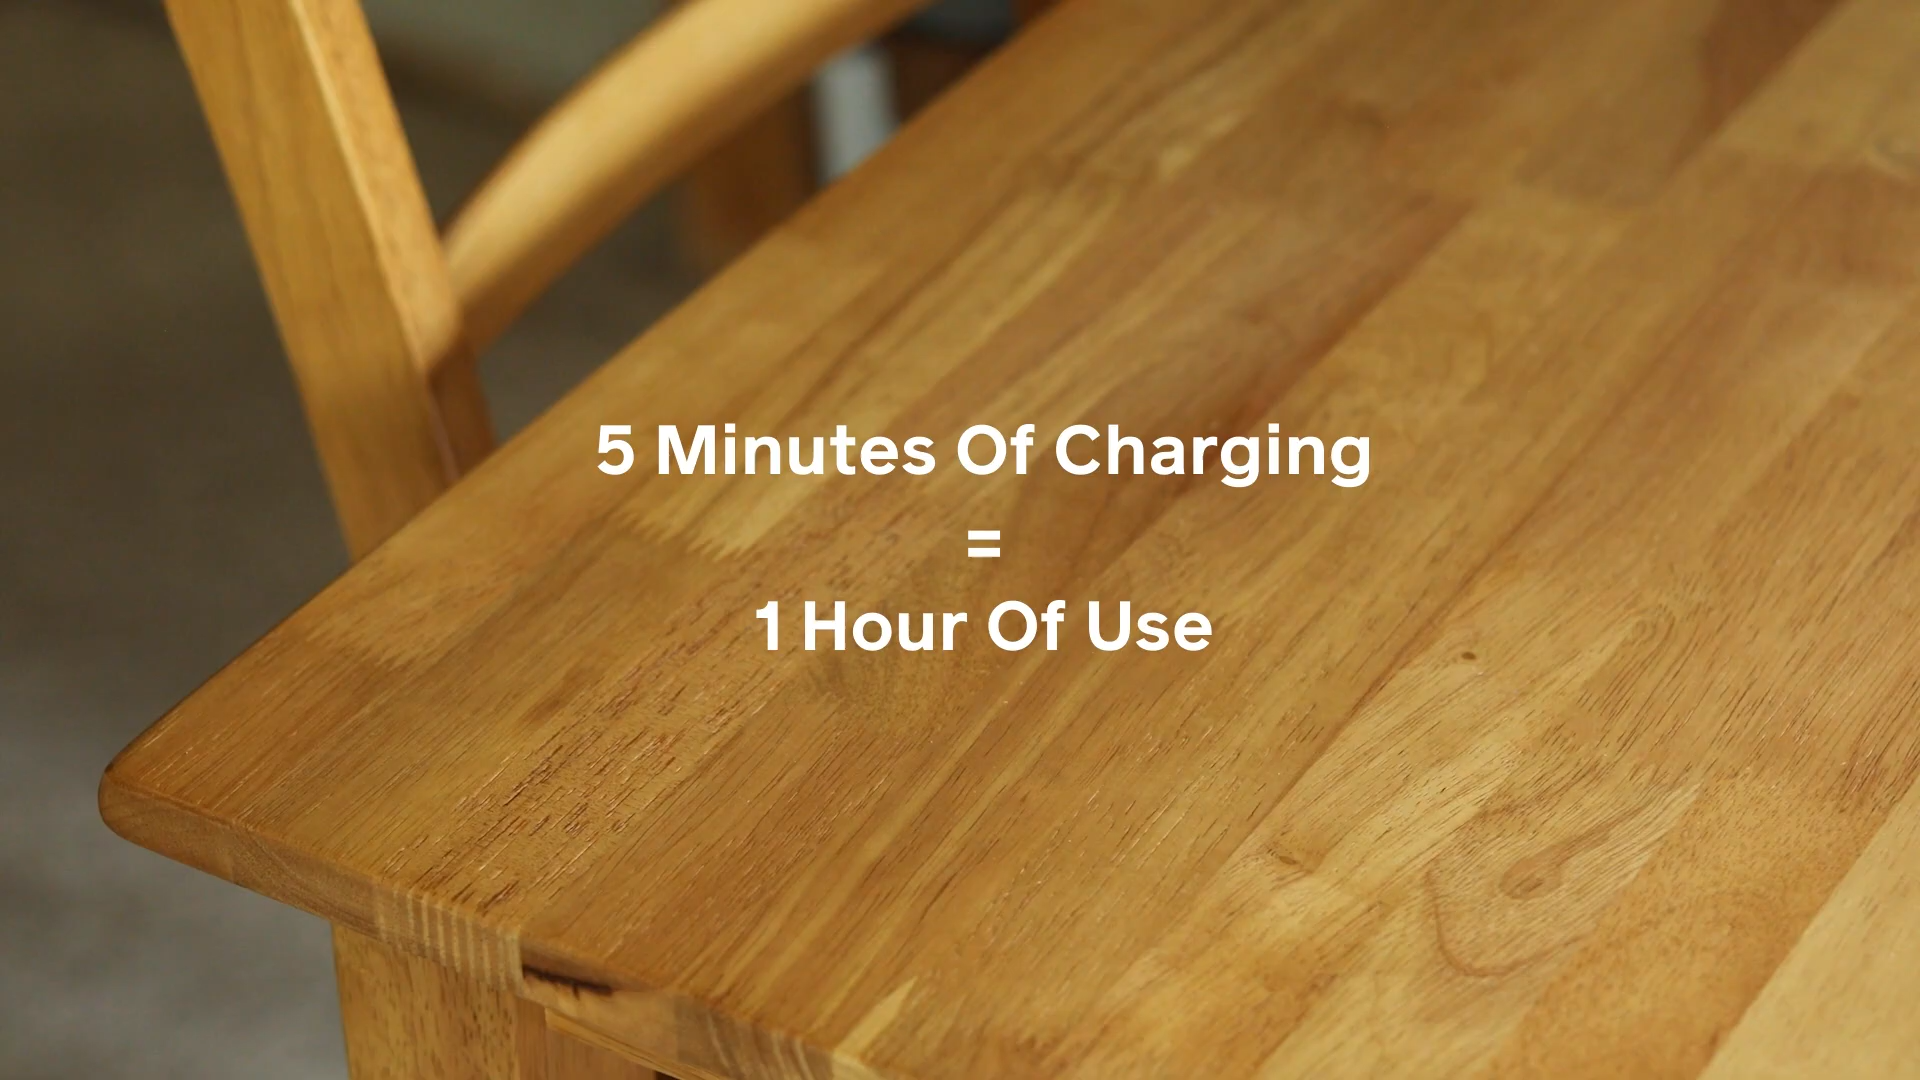 5 Minutes Of Charging
=
1 Hour Of Use